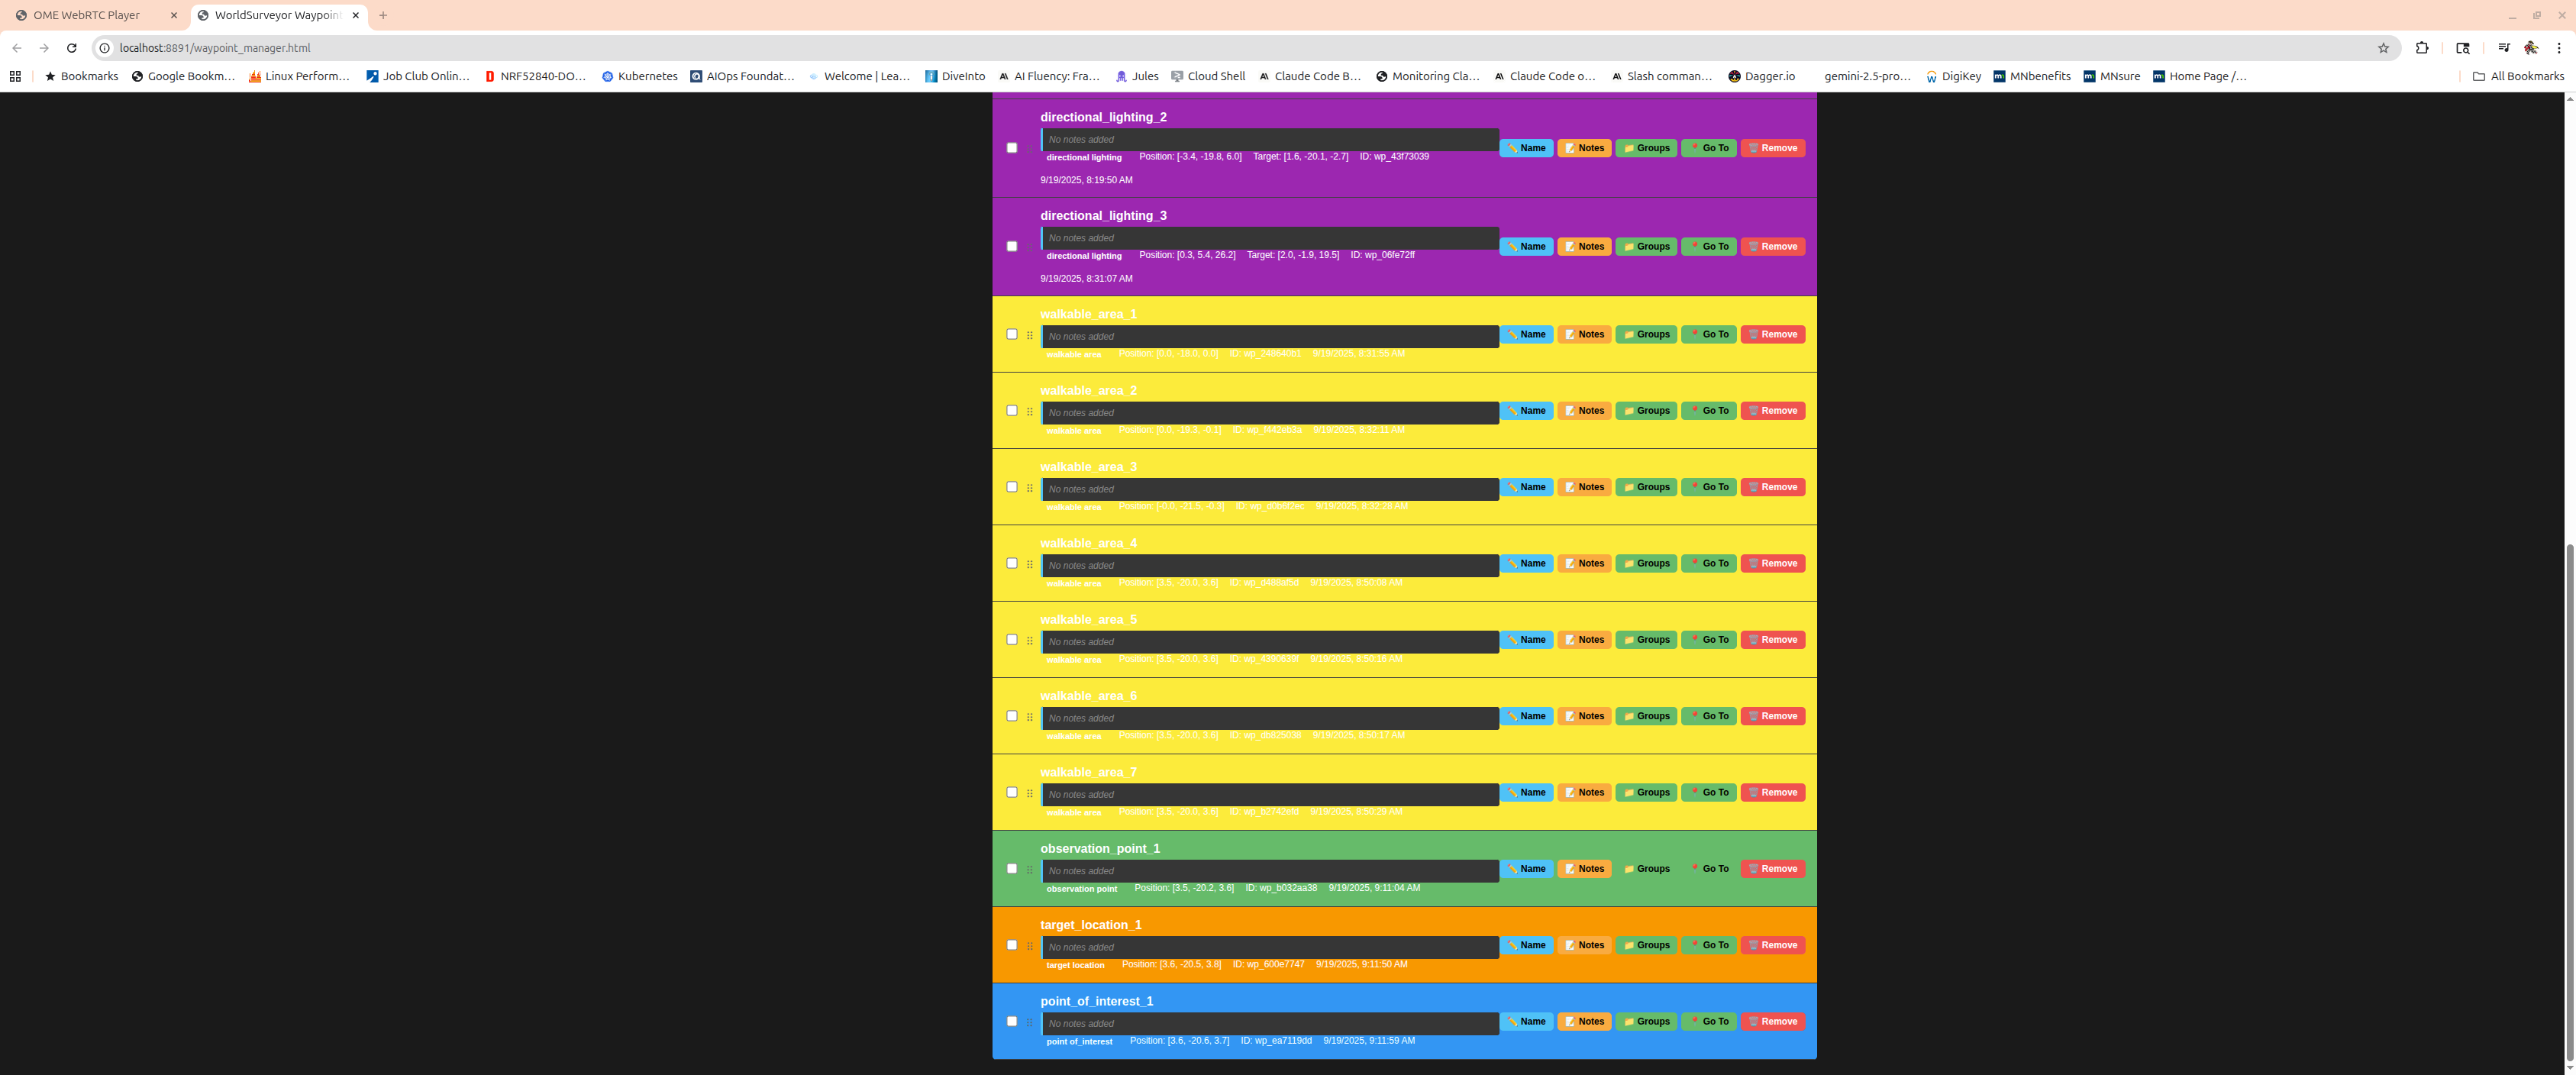 OME WebRTC Player
WorldSurveyor Waypoin
localhost:8891/waypoint_manager.html
Bookmarks Google Bookm... Linux Perform... Job Club Onlin... NRF52840-DO... Kubernetes AIOps Foundat... Welcome | Lea... DiveInto AI Fluency: Fra... Jules Cloud Shell Claude Code B... Monitoring Cla... Claude Code o... Slash comman... Dagger.io gemini-2.5-pro... DigiKey MNbenefits MNsure Home Page /... All Bookmarks
directional_lighting_2
No notes added
Name Notes Groups Go To Remove
directional lighting Position: [-3.4, -19.8, 6.0] Target: [1.6, -20.1, -2.7] ID: wp_43f73039
9/19/2025, 8:19:50 AM
directional_lighting_3
No notes added
Name Notes Groups Go To Remove
directional lighting Position: [0.3, 5.4, 26.2] Target: [2.0, -1.9, 19.5] ID: wp_06fe72ff
9/19/2025, 8:31:07 AM
walkable_area_1
No notes added
Name Notes Groups Go To Remove
walkable area Position: [0.0, -18.0, 0.0] ID: wp_248640b1 9/19/2025, 8:31:55 AM
walkable_area_2
No notes added
Name Notes Groups Go To Remove
walkable area Position: [0.0, -19.3, -0.1] ID: wp_f442eb3a 9/19/2025, 8:32:11 AM
walkable_area_3
No notes added
Name Notes Groups Go To Remove
walkable area Position: [-0.0, -21.5, -0.3] ID: 9/19/2025, 8:32:28 AM
walkable_area_4
No notes added
Name Notes Groups Go To Remove
walkable area Position: [3.5, -20.0, 3.6] ID: 9/19/2025, 8:50:08 AM
walkable_area_5
No notes added
Name Notes Groups Go To Remove
walkable area Position: [3.5, -20.0, 3.6] ID: 9/19/2025, 8:50:16 AM
walkable_area_6
No notes added
Name Notes Groups Go To Remove
walkable area Position: [3.5, -20.0, 3.6] ID: 9/19/2025, 8:50:17 AM
walkable_area_7
No notes added
Name Notes Groups Go To Remove
walkable area Position: [3.5, -20.0, 3.6] ID: wp_b2742efd 9/19/2025, 8:50:29 AM
observation_point_1
No notes added
Name Notes Groups Go To Remove
observation point Position: [3.5, -20.2, 3.6] ID: wp_b032aa38 9/19/2025, 9:11:04 AM
target_location_1
No notes added
Name Notes Groups Go To Remove
target location Position: [3.6, -20.5, 3.8] ID: wp_600e7747 9/19/2025, 9:11:50 AM
point_of_interest_1
No notes added
Name Notes Groups Go To Remove
point of_interest Position: [3.6, -20.6, 3.7] ID: wp_ea7119dd 9/19/2025, 9:11:59 AM